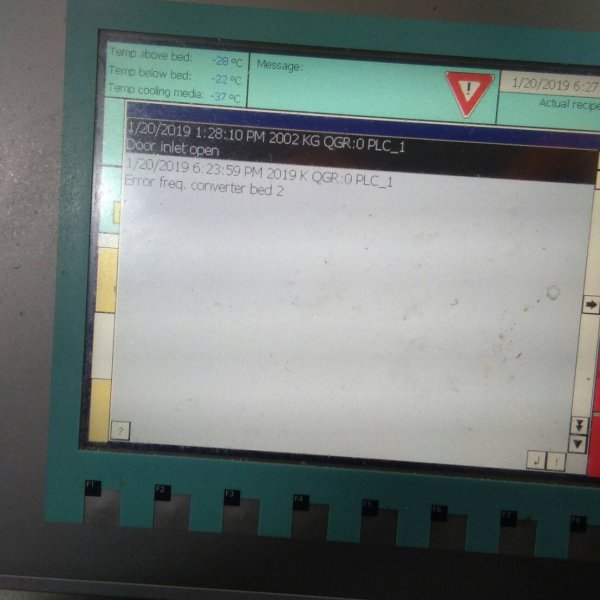 Temp above bed: -28 ºC
Temp below bed: -22 ºC
Temp cooling media: -37 ºC
Message:
1/20/2019 6:27
Actual recipe
1/20/2019 1:28:10 PM 2002 KG QGR:0 PLC_1
Door inlet open
1/20/2019 6:23:59 PM 2019 K QGR:0 PLC_1
Error freq. converter bed 2
?
!
F1 F2 F3 F4 F5 F6 F7 F8